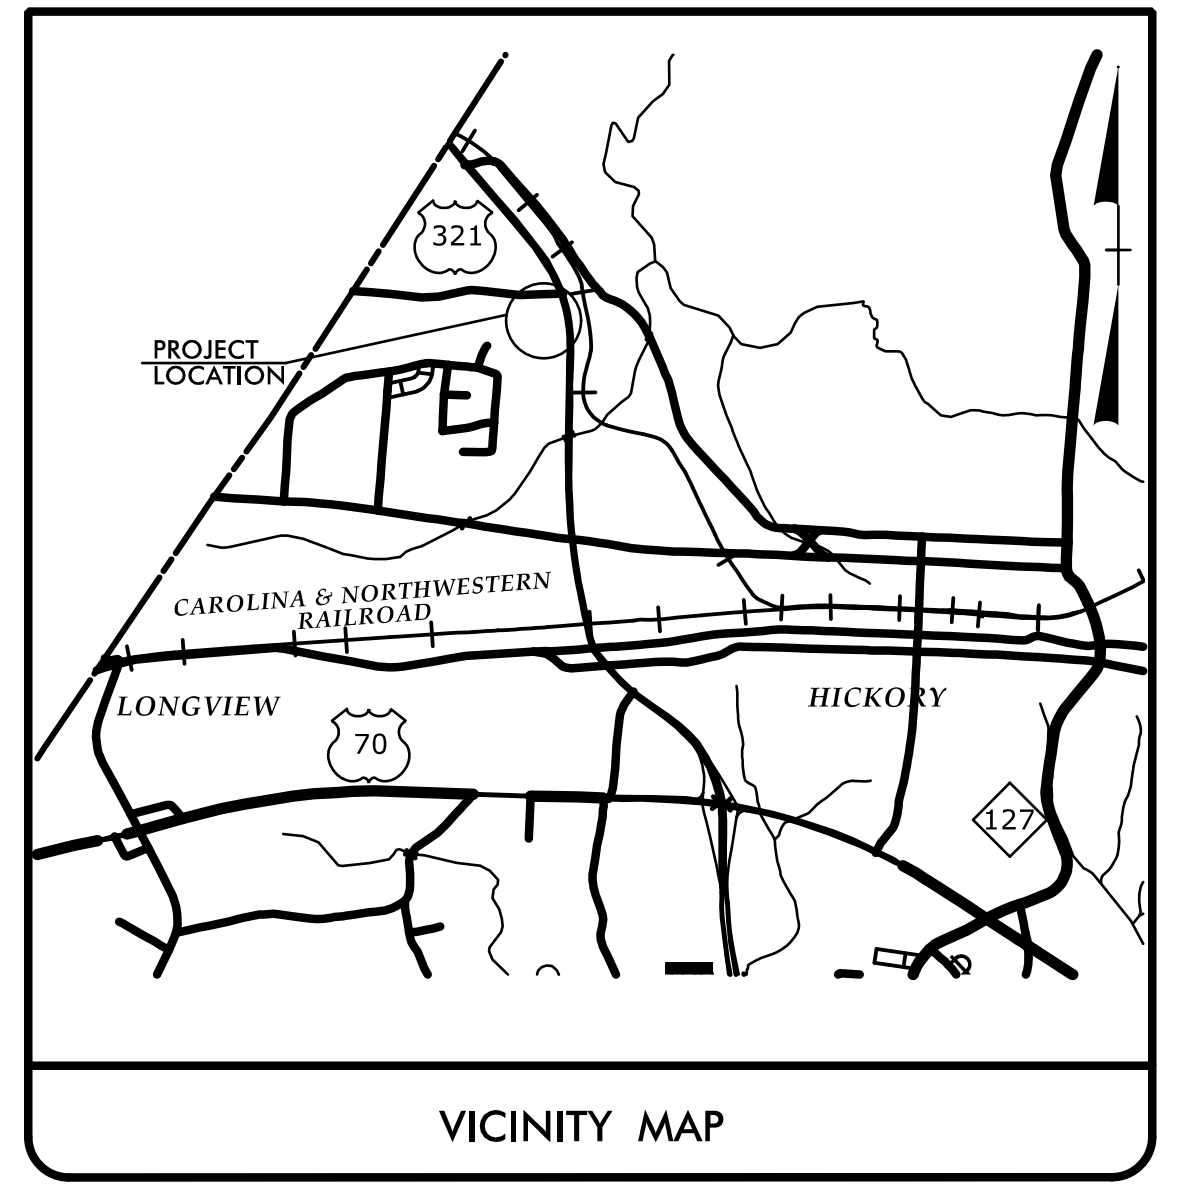 321
PROJECT
LOCATION
CAROLINA & NORTHWESTERN
RAILROAD
LONGVIEW
HICKORY
70
127
VICINITY MAP